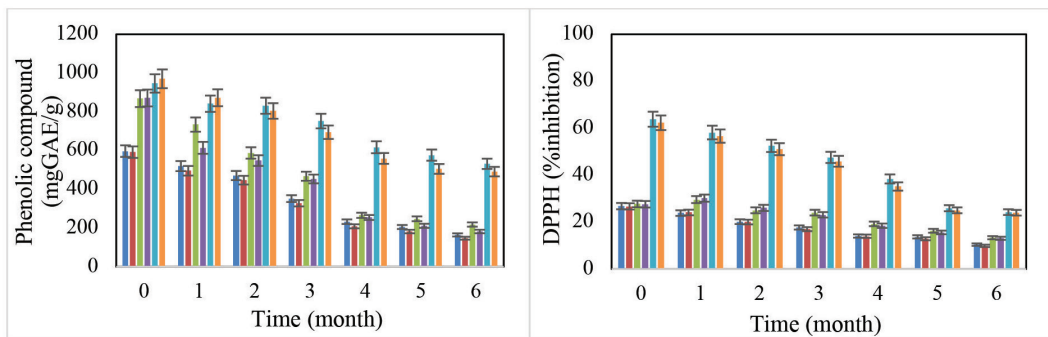 Phenolic compound
(mgGAE/g)
1200
1000
800
600
400
200
0
0 1 2 3 4 5 6
Time (month)
DPPH (%inhibition)
100
80
60
40
20
0
0 1 2 3 4 5 6
Time (month)